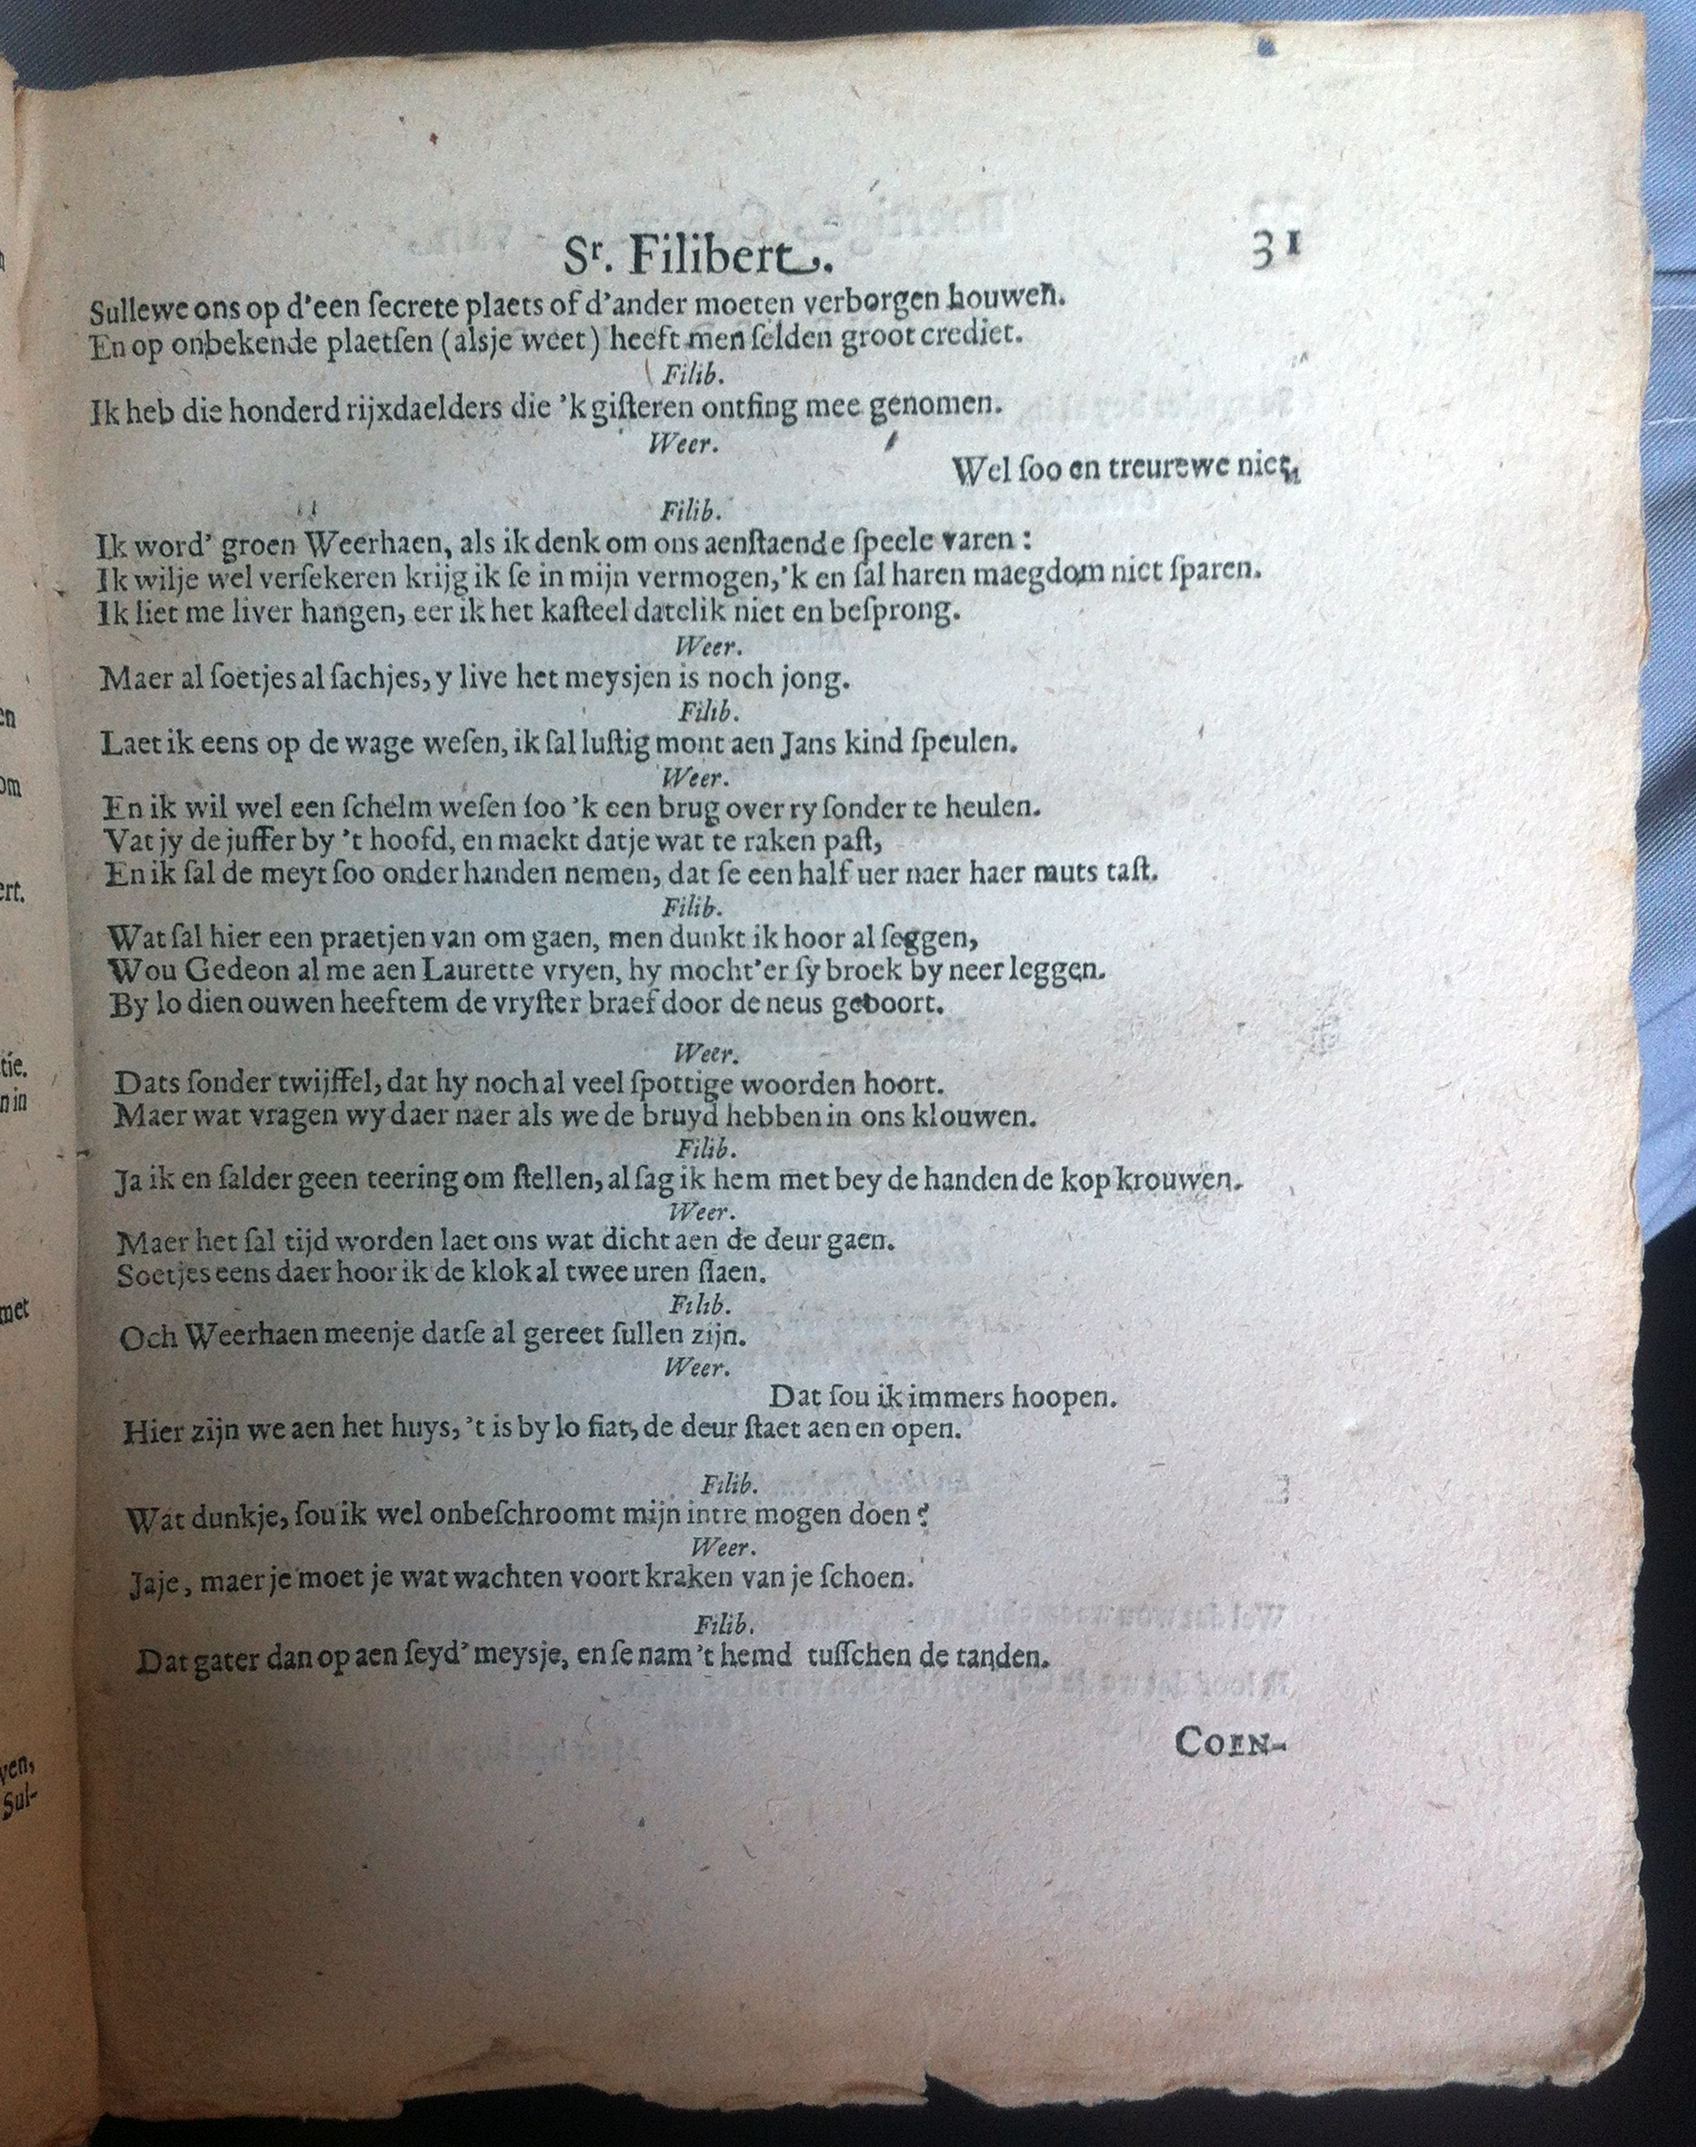 Sr. Filibert.
31
Sullewe ons op d'een ſecrete plaets of d'ander moeten verborgen houwen.
En op onbekende plaetſen (alsje weet) heeft men ſelden groot crediet.
Filib.
Ik heb die honderd rijxdaelders die 'k giſteren ontfing mee genomen.
Weer.
Wel ſoo en treurewe niet,
Filib.
Ik word' groen Weerhaen, als ik denk om ons aenſtaende ſpeele varen:
Ik wilje wel verſekeren krijg ik ſe in mijn vermogen,'k en ſal haren maegdom niet ſparen.
Ik liet me liver hangen, eer ik het kaſteel datelik niet en beſprong.
Weer.
Maer al ſoetjes al ſachjes, y live het meysjen is noch jong.
Filib.
Laet ik eens op de wage weſen, ik ſal luſtig mont aen Jans kind ſpeulen.
Weer.
En ik wil wel een ſchelm weſen ſoo 'k een brug over ry ſonder te heulen.
Vat jy de juffer by 't hoofd, en maekt datje wat te raken paſt,
En ik ſal de meyt ſoo onder handen nemen, dat ſe een half uer naer haer muts taſt.
Filib.
Wat ſal hier een praetjen van om gaen, men dunkt ik hoor al ſeggen,
Wou Gedeon al me aen Laurette vryen, hy mocht'er ſy broek by neer leggen.
By lo dien ouwen heeftem de vryſter braef door de neus geboort.
Weer.
Dats ſonder twijffel, dat hy noch al veel ſpottige woorden hoort.
Maer wat vragen wy daer naer als we de bruyd hebben in ons klouwen.
Filib.
Ja ik en ſalder geen teering om ſtellen, al ſag ik hem met bey de handen de kop krouwen.
Weer.
Maer het ſal tijd worden laet ons wat dicht aen de deur gaen.
Soetjes eens daer hoor ik de klok al twee uren ſlaen.
Filib.
Och Weerhaen meenje datſe al gereet ſullen zijn.
Weer.
Dat ſou ik immers hoopen.
Hier zijn we aen het huys, 't is by lo fiat, de deur ſtaet aen en open.
Filib.
Wat dunkje, ſou ik wel onbeſchroomt mijn intre mogen doen?
Weer.
Jaje, maer je moet je wat wachten voort kraken van je ſchoen.
Filib.
Dat gater dan op aen ſeyd' meysje, en ſe nam 't hemd tuſſchen de tanden.
COEN-